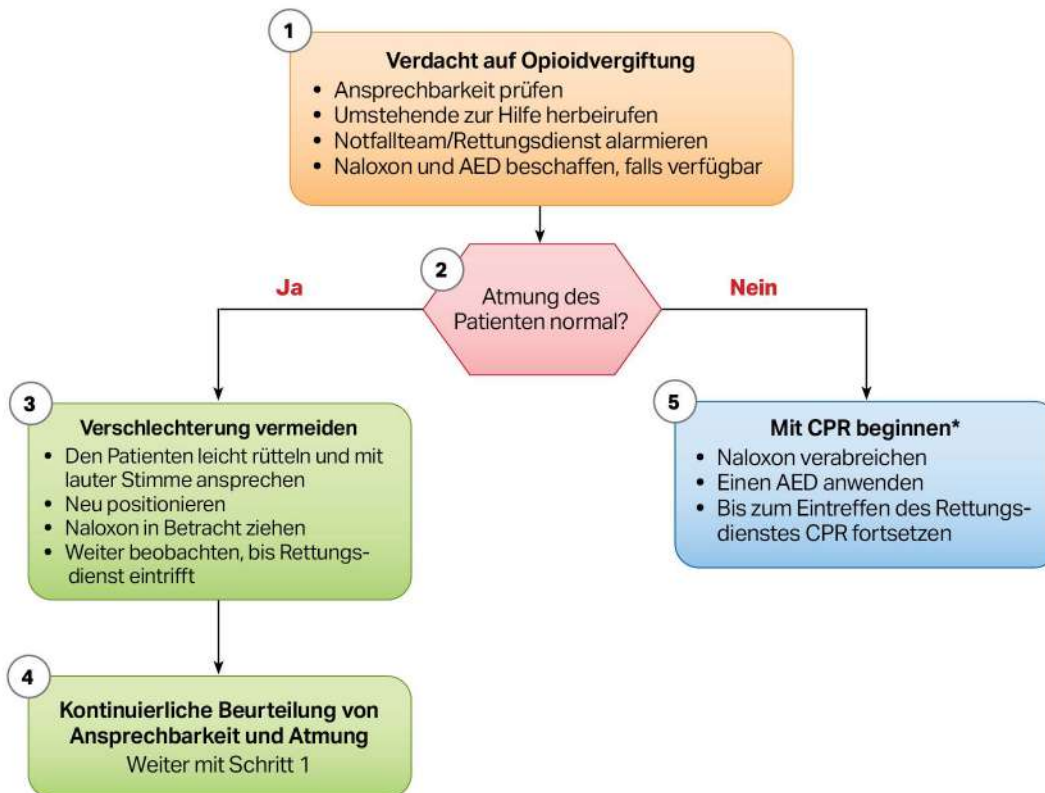 1
Verdacht auf Opioidvergiftung
• Ansprechbarkeit prüfen
• Umstehende zur Hilfe herbeirufen
• Notfallteam/Rettungsdienst alarmieren
• Naloxon und AED beschaffen, falls verfügbar
2
Atmung des
Patienten normal?
Ja
Nein
3
Verschlechterung vermeiden
• Den Patienten leicht rütteln und mit
lauter Stimme ansprechen
• Neu positionieren
• Naloxon in Betracht ziehen
• Weiter beobachten, bis Rettungs-
dienst eintrifft
4
Kontinuierliche Beurteilung von
Ansprechbarkeit und Atmung
Weiter mit Schritt 1
5
Mit CPR beginnen*
• Naloxon verabreichen
• Einen AED anwenden
• Bis zum Eintreffen des Rettungs-
dienstes CPR fortsetzen